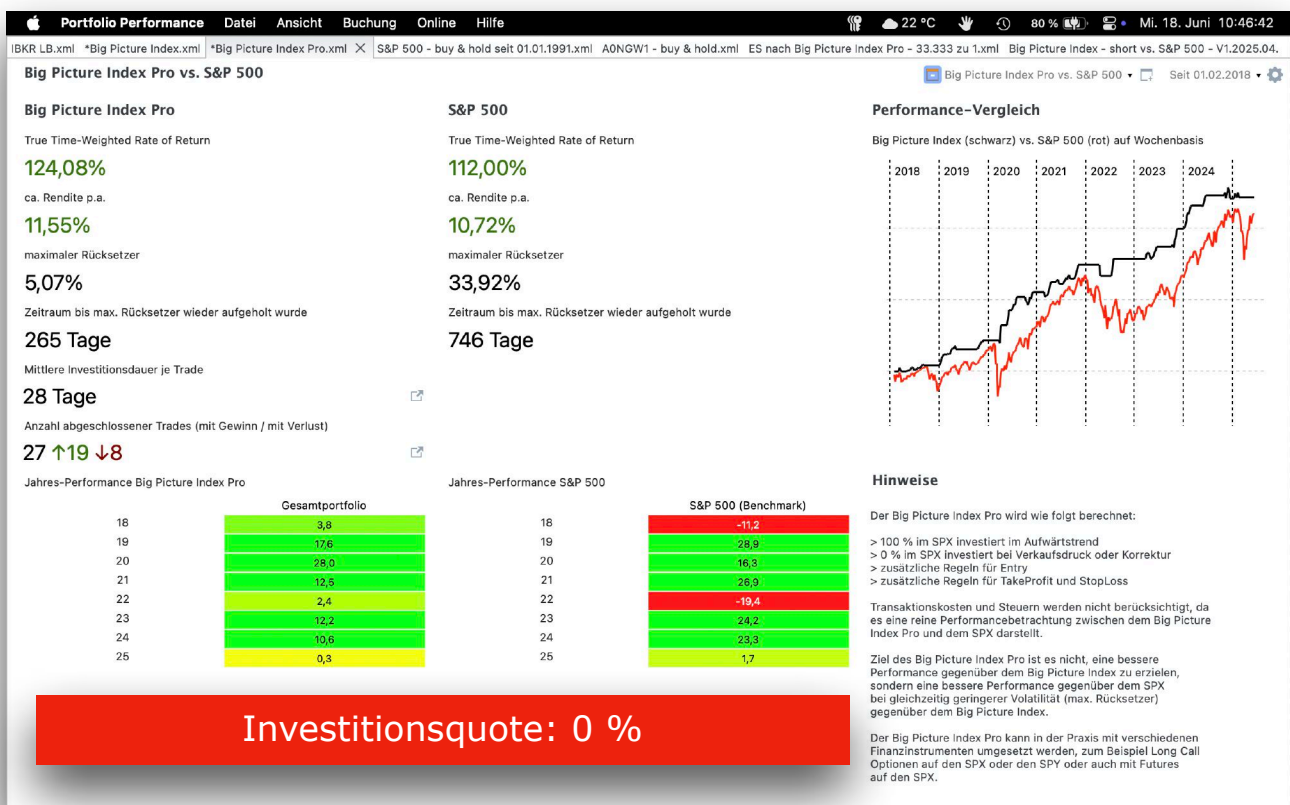 Portfolio Performance Datei Ansicht Buchung Online Hilfe 22 °C 80 % Mi. 18. Juni 10:46:42
IBKR LB.xml *Big Picture Index.xml *Big Picture Index Pro.xml S&P 500 - buy & hold seit 01.01.1991.xml A0NGW1 - buy & hold.xml ES nach Big Picture Index Pro - 33.333 zu 1.xml Big Picture Index - short vs. S&P 500 - V1.2025.04.
Big Picture Index Pro vs. S&P 500
Big Picture Index Pro vs. S&P 500 Seit 01.02.2018
Big Picture Index Pro
True Time-Weighted Rate of Return
124,08%
ca. Rendite p.a.
11,55%
maximaler Rücksetzer
5,07%
Zeitraum bis max. Rücksetzer wieder aufgeholt wurde
265 Tage
Mittlere Investitionsdauer je Trade
28 Tage
Anzahl abgeschlossener Trades (mit Gewinn / mit Verlust)
27 ↑19 ↓8
Jahres-Performance Big Picture Index Pro
Gesamtportfolio
18 3,8
19 17,6
20 28,0
21 12,5
22 2,4
23 12,2
24 10,6
25 0,3
S&P 500
True Time-Weighted Rate of Return
112,00%
ca. Rendite p.a.
10,72%
maximaler Rücksetzer
33,92%
Zeitraum bis max. Rücksetzer wieder aufgeholt wurde
746 Tage
Jahres-Performance S&P 500
S&P 500 (Benchmark)
18 -11,2
19 28,9
20 16,3
21 26,9
22 -19,4
23 24,2
24 23,3
25 1,7
Investitionsquote: 0 %
Performance-Vergleich
Big Picture Index (schwarz) vs. S&P 500 (rot) auf Wochenbasis
2018 2019 2020 2021 2022 2023 2024
Hinweise
Der Big Picture Index Pro wird wie folgt berechnet:
> 100 % im SPX investiert im Aufwärtstrend
> 0 % im SPX investiert bei Verkaufsdruck oder Korrektur
> zusätzliche Regeln für Entry
> zusätzliche Regeln für TakeProfit und StopLoss
Transaktionskosten und Steuern werden nicht berücksichtigt, da
es eine reine Performancebetrachtung zwischen dem Big Picture
Index Pro und dem SPX darstellt.
Ziel des Big Picture Index Pro ist es nicht, eine bessere
Performance gegenüber dem Big Picture Index zu erzielen,
sondern eine bessere Performance gegenüber dem SPX
bei gleichzeitig geringerer Volatilität (max. Rücksetzer)
gegenüber dem Big Picture Index.
Der Big Picture Index Pro kann in der Praxis mit verschiedenen
Finanzinstrumenten umgesetzt werden, zum Beispiel Long Call
Optionen auf den SPX oder den SPY oder auch mit Futures
auf den SPX.